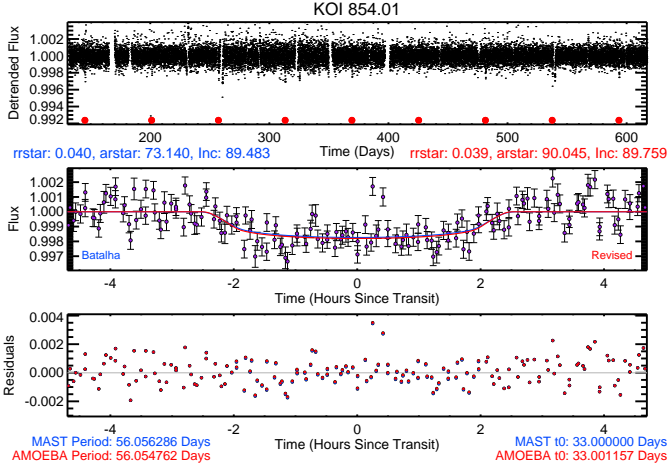 KOI 854.01
Detrended Flux
1.002
1.000
0.998
0.996
0.994
0.992
200 300 400 500 600
Time (Days)
rrstar: 0.040, arstar: 73.140, Inc: 89.483
rrstar: 0.039, arstar: 90.045, Inc: 89.759
Flux
1.002
1.001
1.000
0.999
0.998
0.997
Batalha
Revised
-4 -2 0 2 4
Time (Hours Since Transit)
Residuals
0.004
0.002
0.000
-0.002
-4 -2 0 2 4
Time (Hours Since Transit)
MAST Period: 56.056286 Days
AMOEBA Period: 56.054762 Days
MAST t0: 33.000000 Days
AMOEBA t0: 33.001157 Days